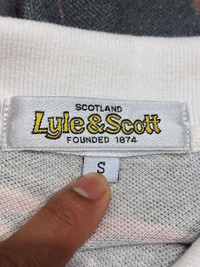 SCOTLAND
Lyle&Scott
FOUNDED 1874
S